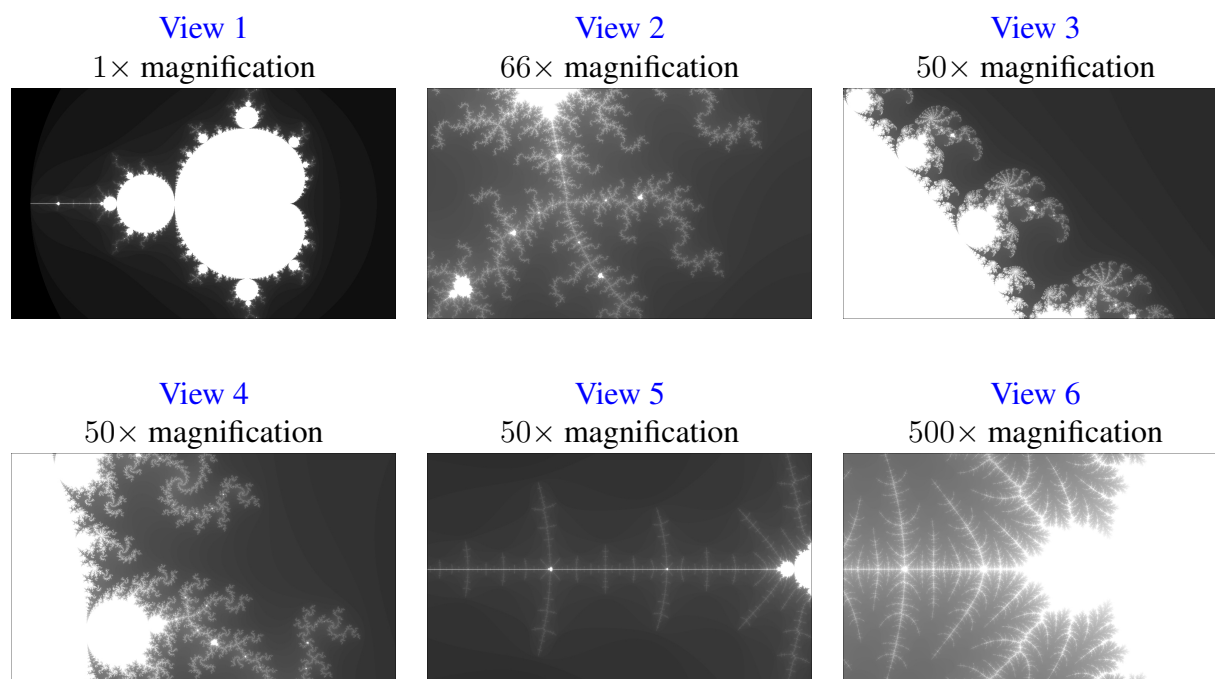 View 1
1× magnification
View 2
66× magnification
View 3
50× magnification
View 4
50× magnification
View 5
50× magnification
View 6
500× magnification